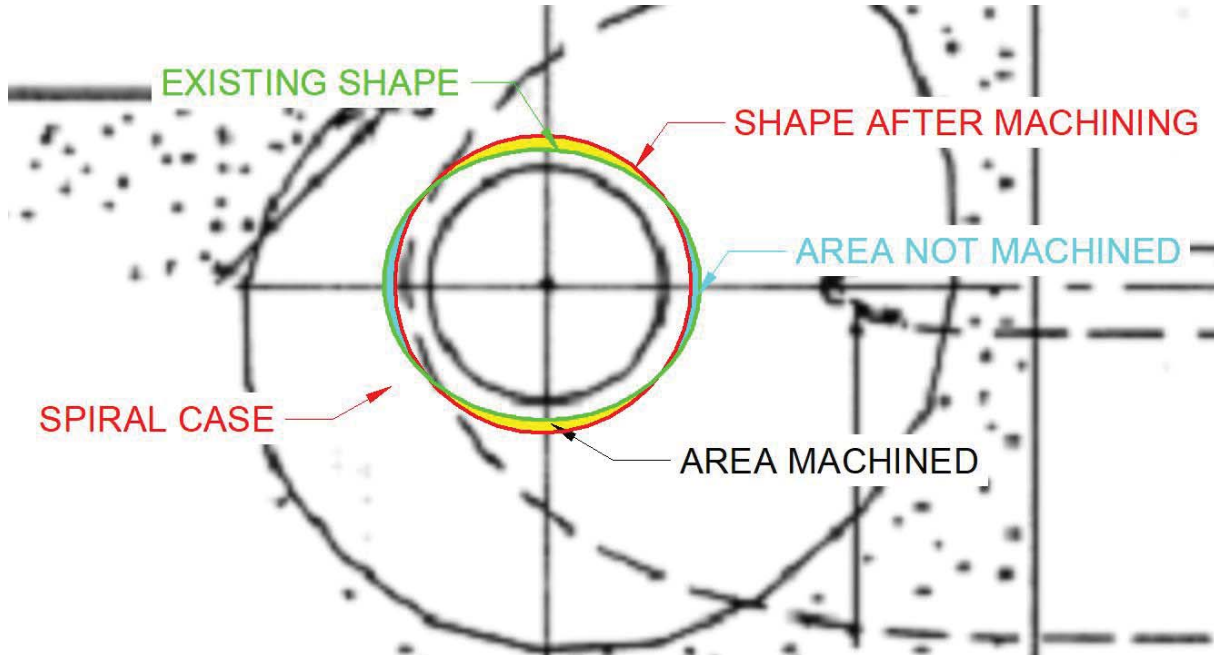 EXISTING SHAPE
SHAPE AFTER MACHINING
AREA NOT MACHINED
SPIRAL CASE
AREA MACHINED